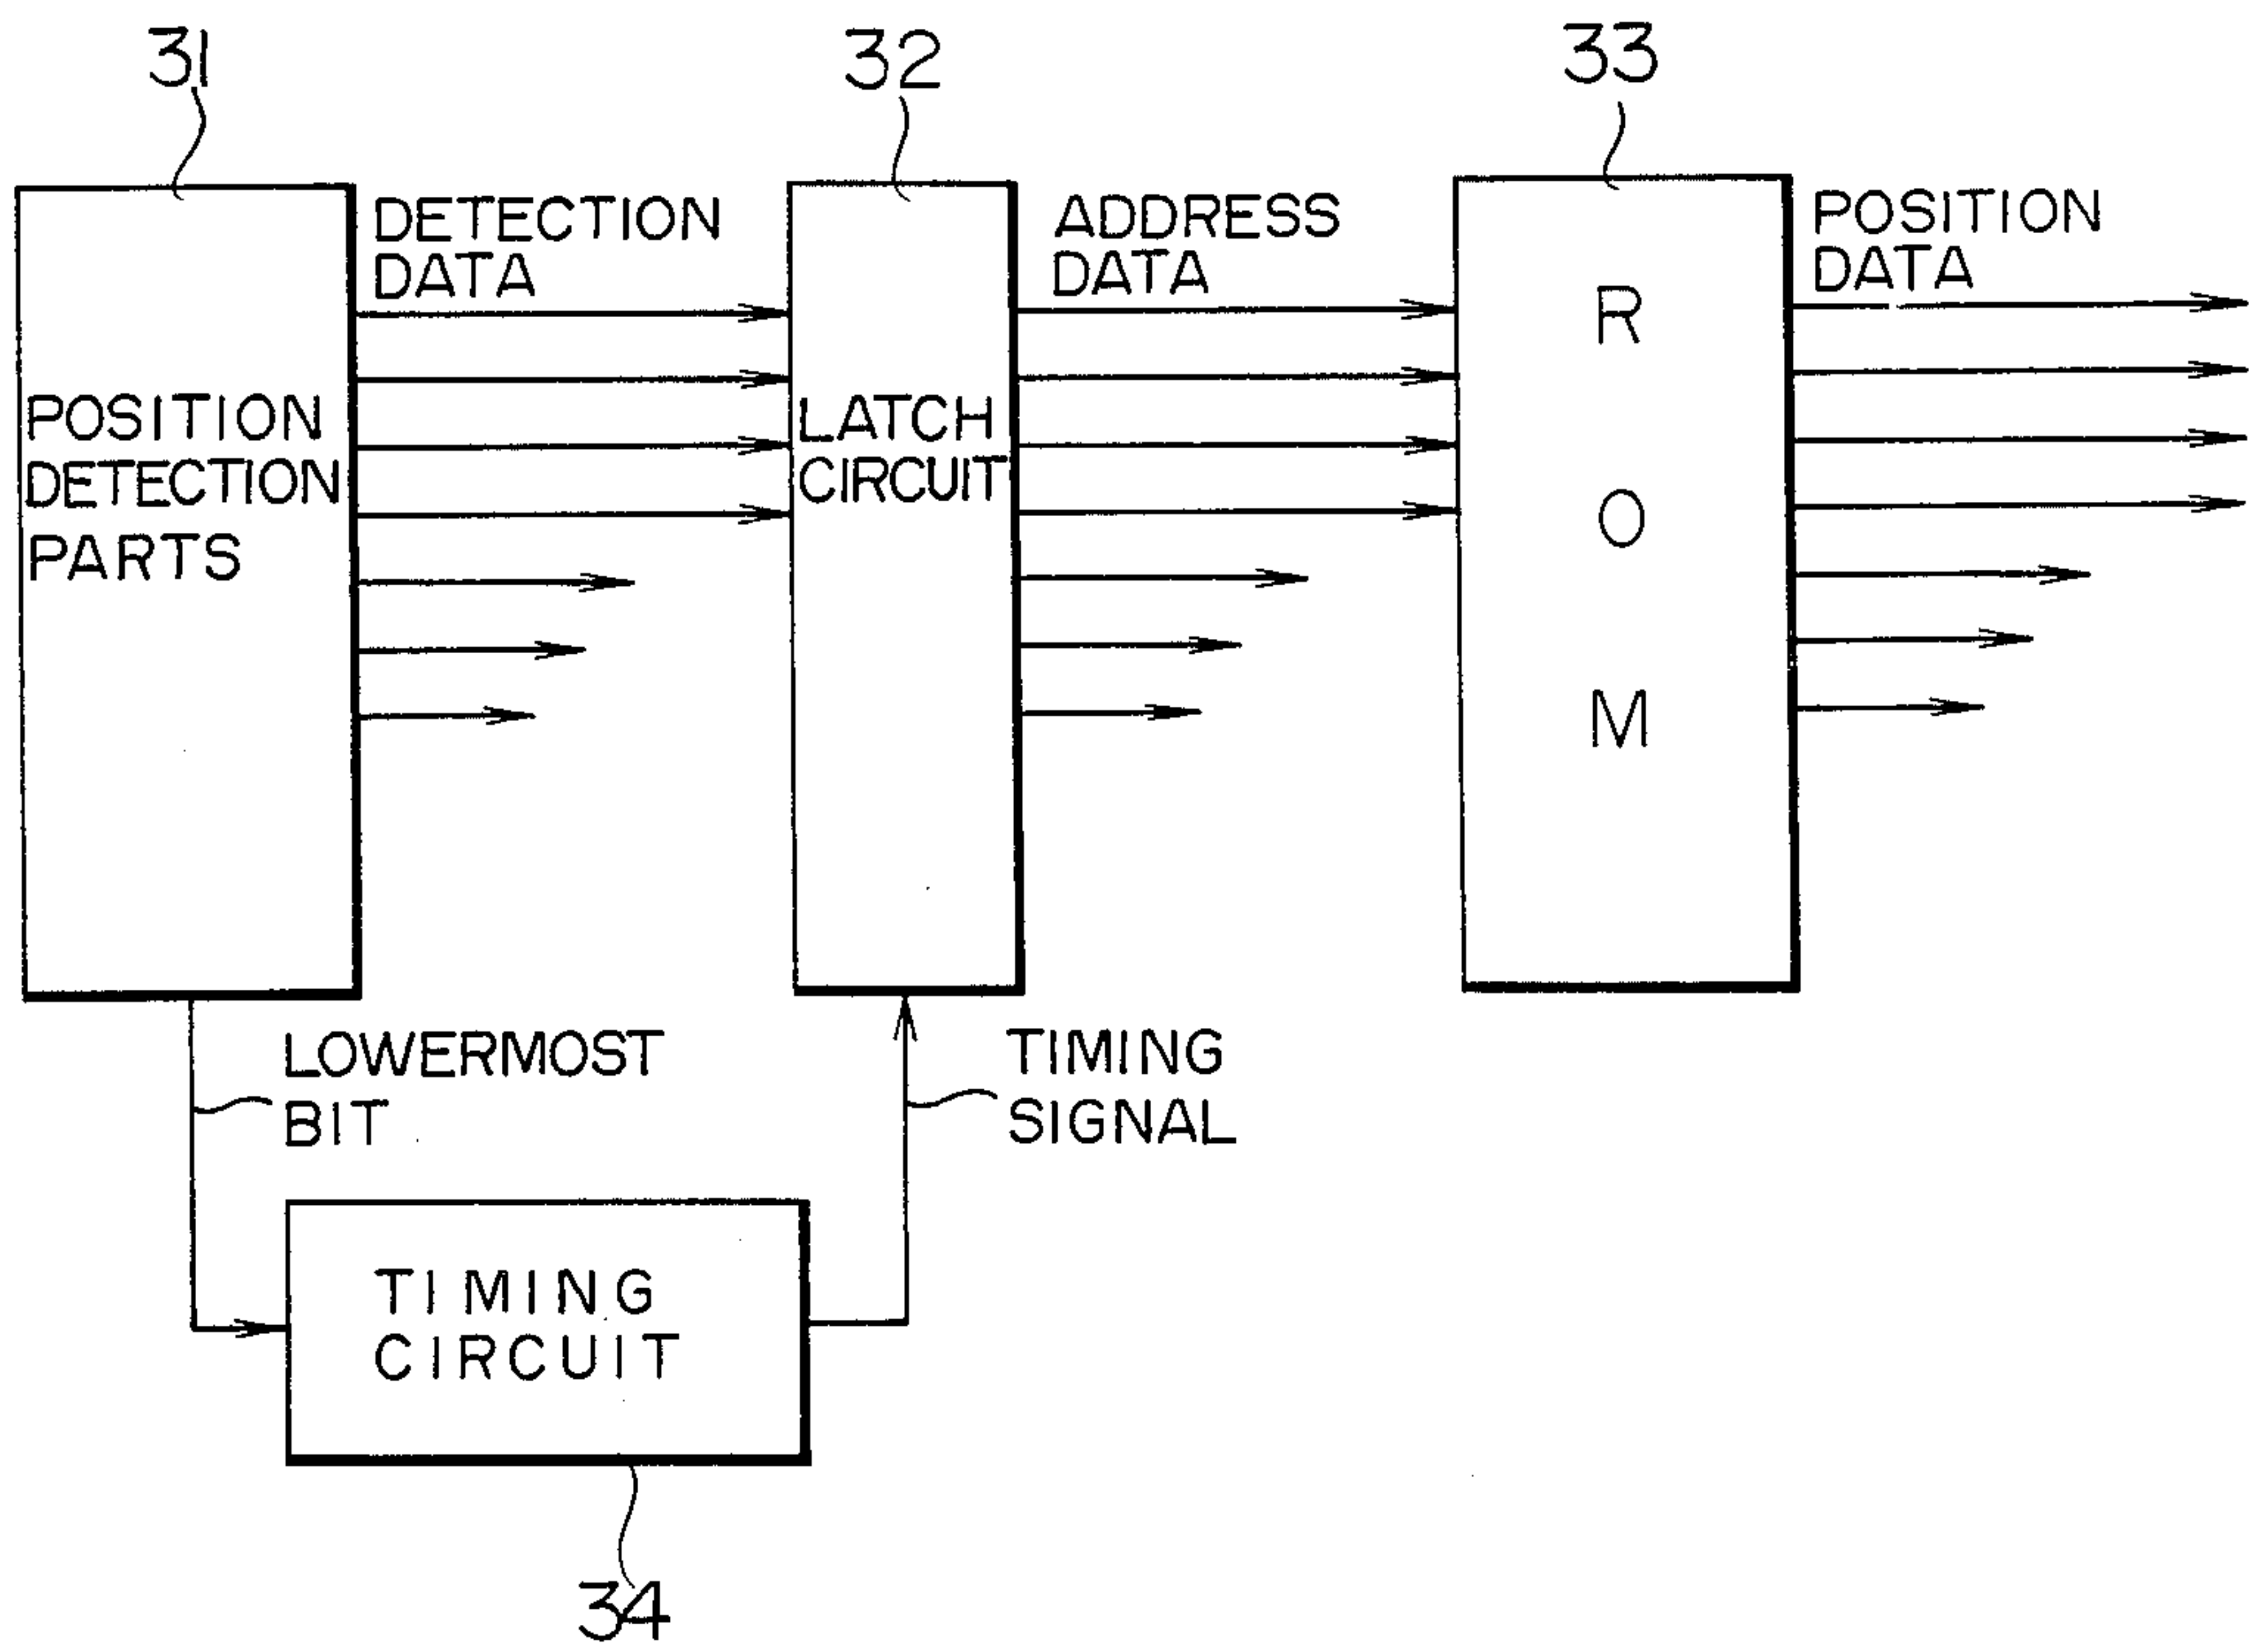 31
32
33
DETECTION
DATA
ADDRESS
DATA
POSITION
DATA
POSITION
DETECTION
PARTS
LATCH
CIRCUIT
R
O
M
LOWERMOST
BIT
TIMING
SIGNAL
TIMING
CIRCUIT
34